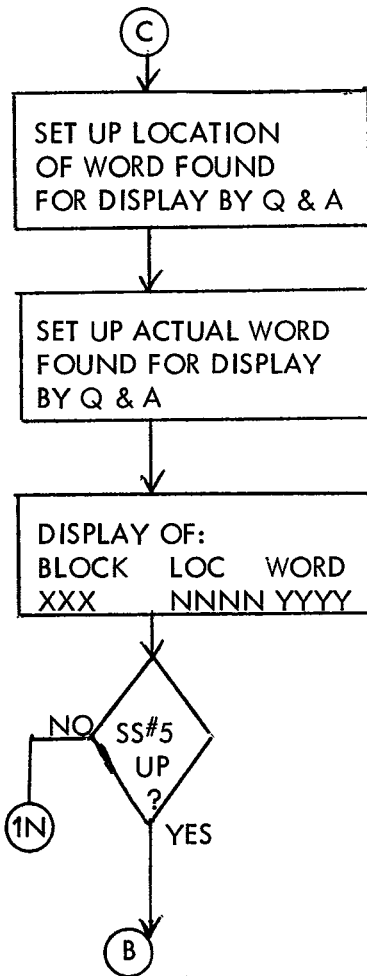 C
SET UP LOCATION
OF WORD FOUND
FOR DISPLAY BY Q & A
SET UP ACTUAL WORD
FOUND FOR DISPLAY
BY Q & A
DISPLAY OF:
BLOCK LOC WORD
XXX NNNN YYYY
NO SS#5
UP
?
1N
YES
B